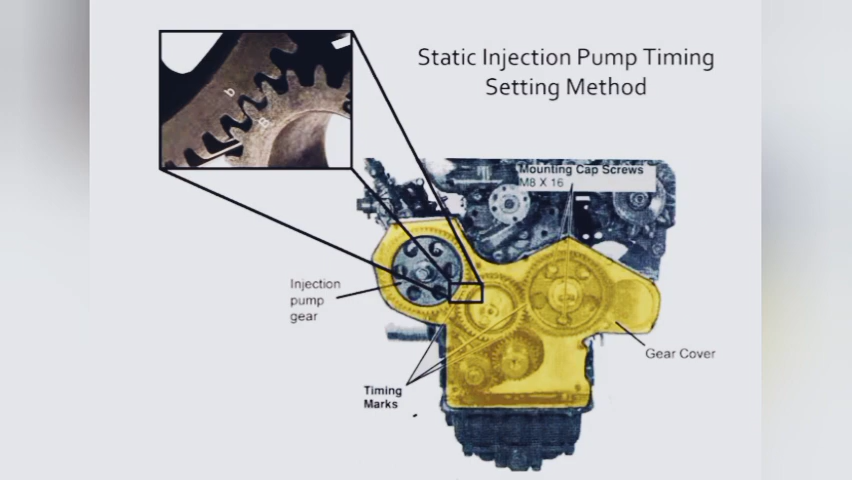 Static Injection Pump Timing
Setting Method
b
B
Mounting Cap Screws
M8 X 16
Injection
pump
gear
Gear Cover
Timing
Marks